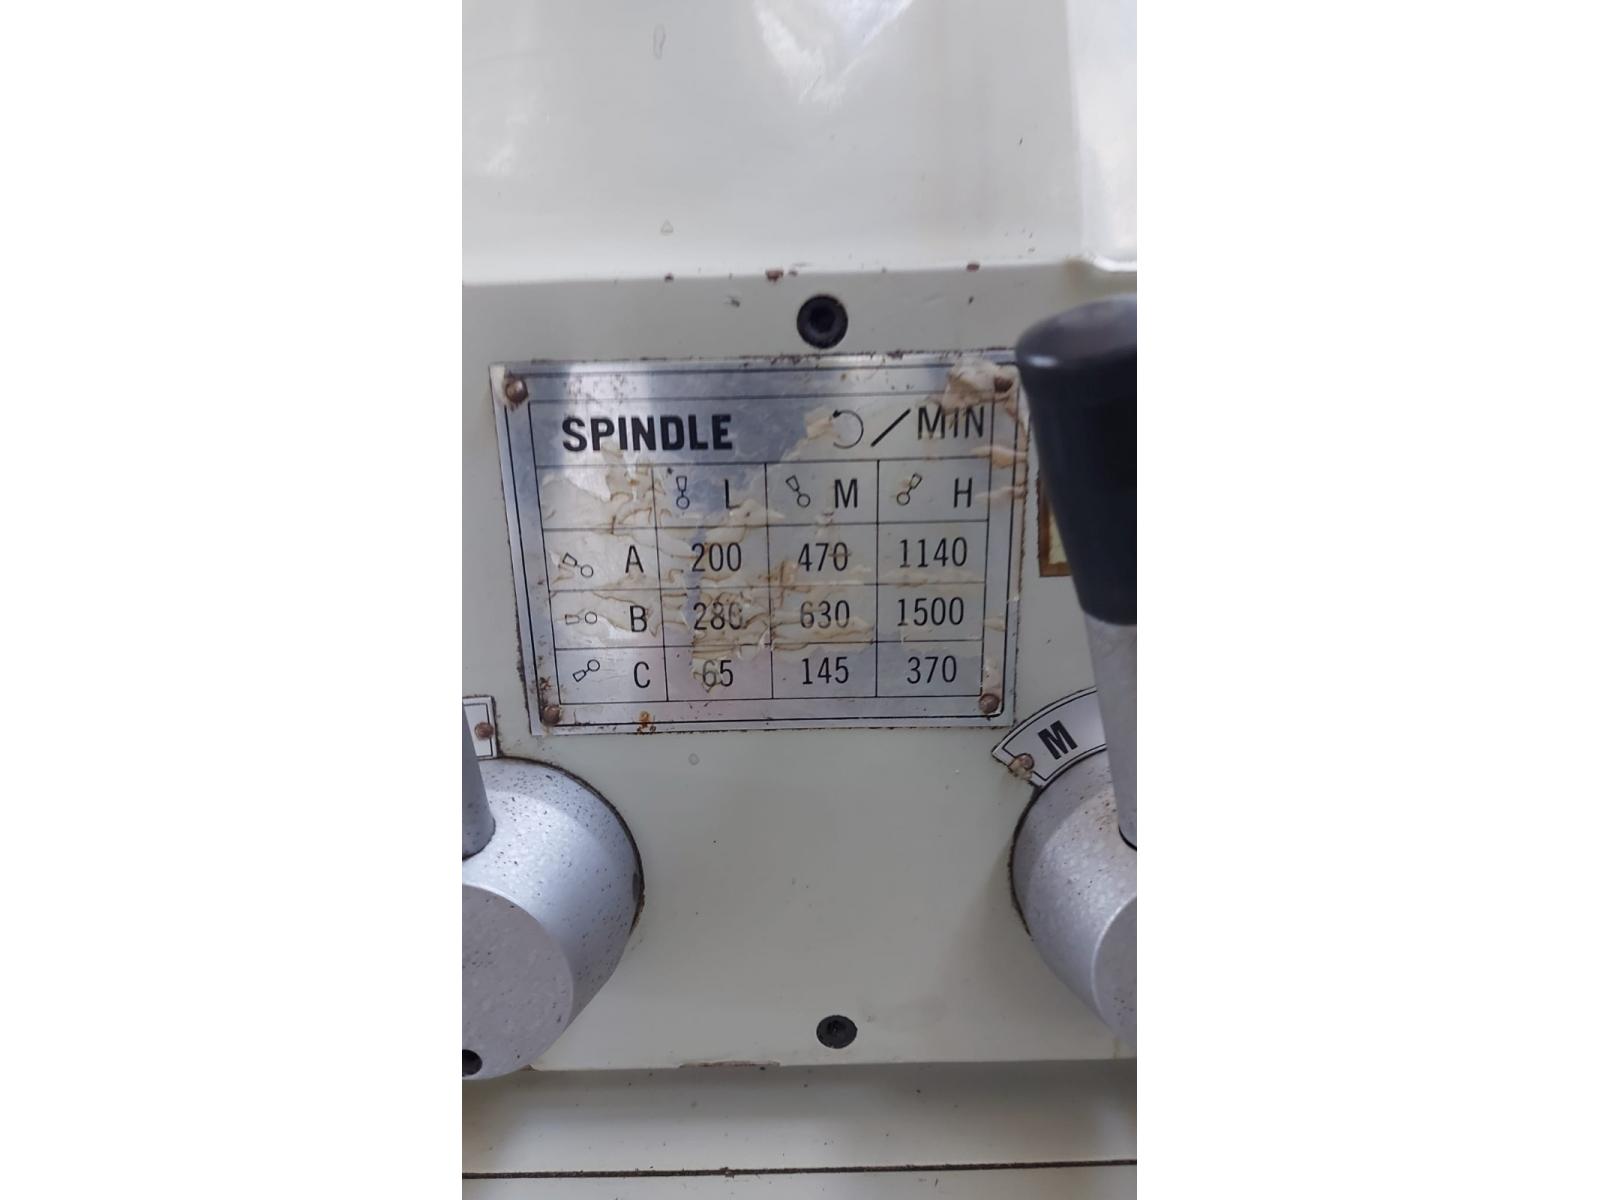 SPINDLE /MIN
L M H
A 200 470 1140
B 280 630 1500
C 65 145 370
M